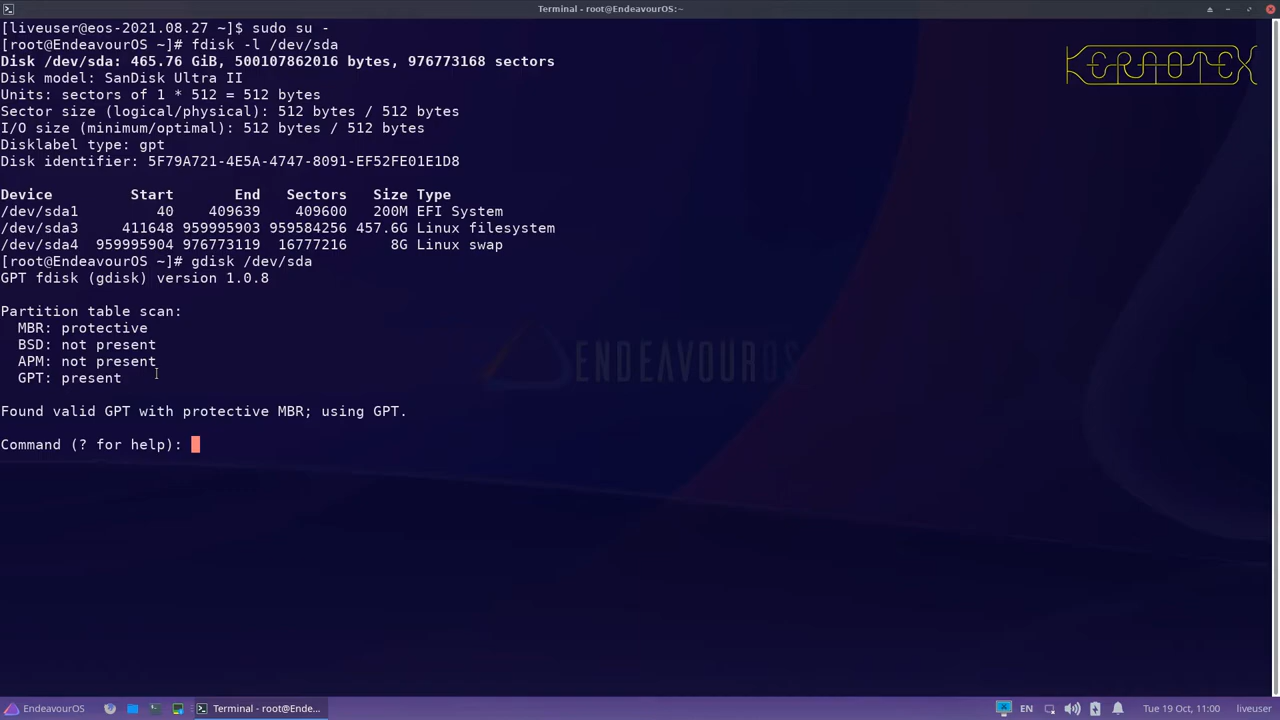 Terminal - root@EndeavourOS:~
[liveuser@eos-2021.08.27 ~]$ sudo su -
[root@EndeavourOS ~]# fdisk -l /dev/sda
Disk /dev/sda: 465.76 GiB, 500107862016 bytes, 976773168 sectors
Disk model: SanDisk Ultra II
Units: sectors of 1 * 512 = 512 bytes
Sector size (logical/physical): 512 bytes / 512 bytes
I/O size (minimum/optimal): 512 bytes / 512 bytes
Disklabel type: gpt
Disk identifier: 5F79A721-4E5A-4747-8091-EF52FE01E1D8
Device Start End Sectors Size Type
/dev/sda1 40 409639 409600 200M EFI System
/dev/sda3 411648 959995903 959584256 457.6G Linux filesystem
/dev/sda4 959995904 976773119 16777216 8G Linux swap
[root@EndeavourOS ~]# gdisk /dev/sda
GPT fdisk (gdisk) version 1.0.8
Partition table scan:
MBR: protective
BSD: not present
APM: not present
GPT: present
Found valid GPT with protective MBR; using GPT.
Command (? for help):
KERAOTEX
ENDEAVOUROS
EndeavourOS
Terminal - root@Ende...
EN
Tue 19 Oct, 11:00
liveuser